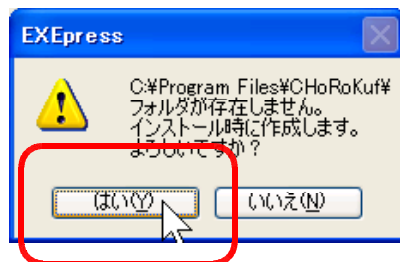 EXEpress
C:¥Program Files¥CHoRoKuf¥
フォルダが存在しません。
インストール時に作成します。
よろしいですか？
はい(Y)
いいえ(N)